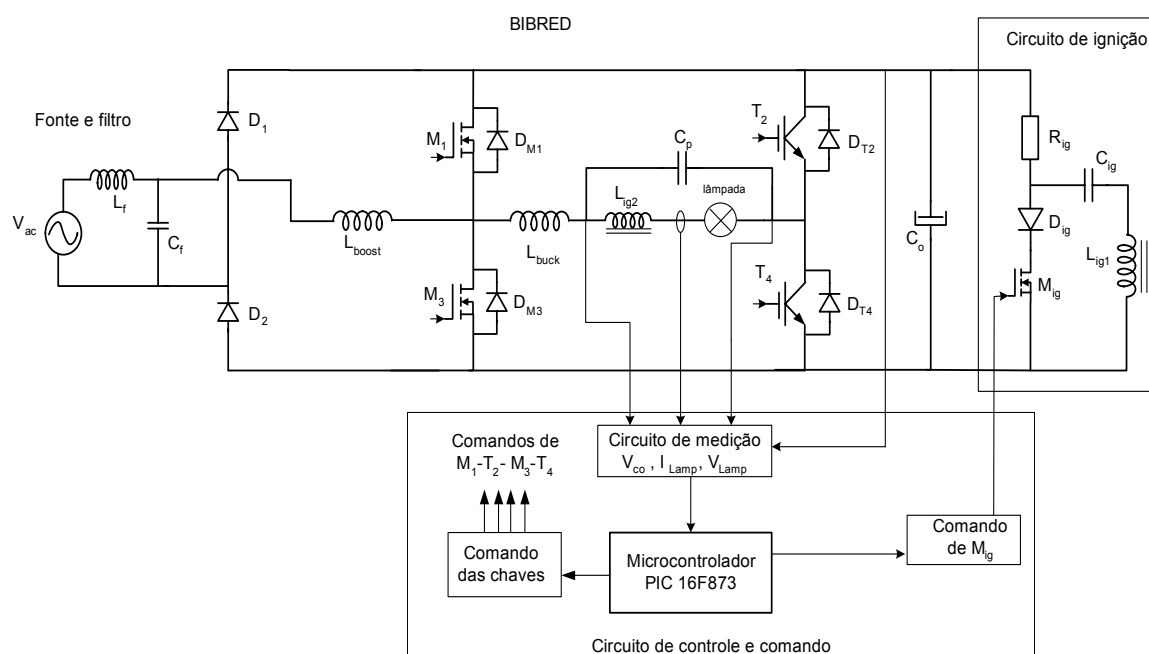 BIBRED
Circuito de ignição
Fonte e filtro
D1
M1
DM1
T2
DT2
Cp
Rig
Cig
Lf
Lig2
lâmpada
Vac
Cf
Lboost
Lbuck
Co
Dig
Lig1
Mig
D2
M3
DM3
T4
DT4
Comandos de
M1-T2- M3-T4
Circuito de medição
Vco , I Lamp, VLamp
Comando
das chaves
Microcontrolador
PIC 16F873
Comando
de Mig
Circuito de controle e comando